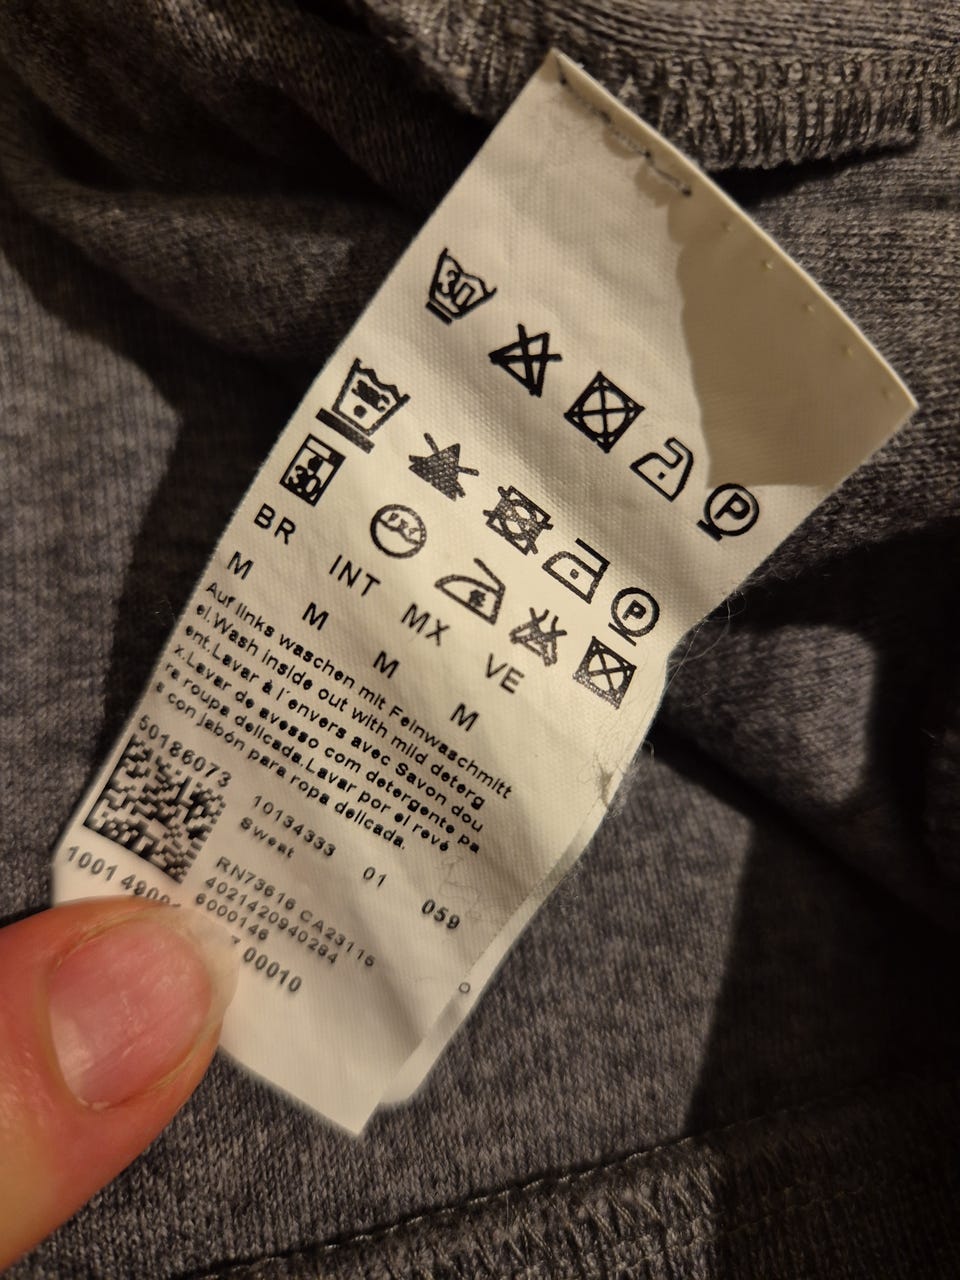 30
P
P
30
BR INT MX VE
M M M M
Auf links waschen mit Feinwaschmitt
el.Wash inside out with mild deterg
ent.Lavar à l´envers avec Savon dou
x.Lavar de avesso com detergente pa
ra roupa delicada.Lavar por el revé
s con jabón para ropa delicada.
50186073
10134333 01 059
Sweat
RN73616 CA23116
4021420940284
6000146
1001
00010